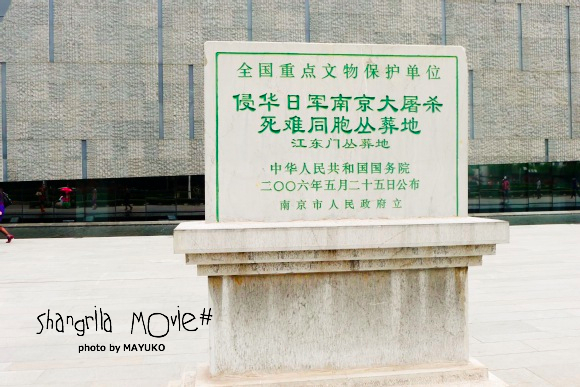 全国重点文物保护单位
侵华日军南京大屠杀
死难同胞丛葬地
江东门丛葬地
中华人民共和国国务院
二〇〇六年五月二十五日公布
南京市人民政府立
shangrila MOvie#
photo by MAYUKO